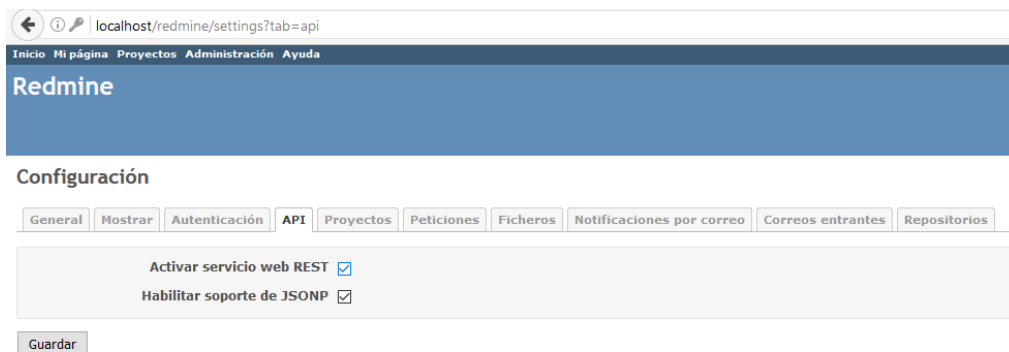 localhost/redmine/settings?tab=api
Inicio Mi página Proyectos Administración Ayuda
Redmine
Configuración
General Mostrar Autenticación API Proyectos Peticiones Ficheros Notificaciones por correo Correos entrantes Repositorios
Activar servicio web REST
Habilitar soporte de JSONP
Guardar